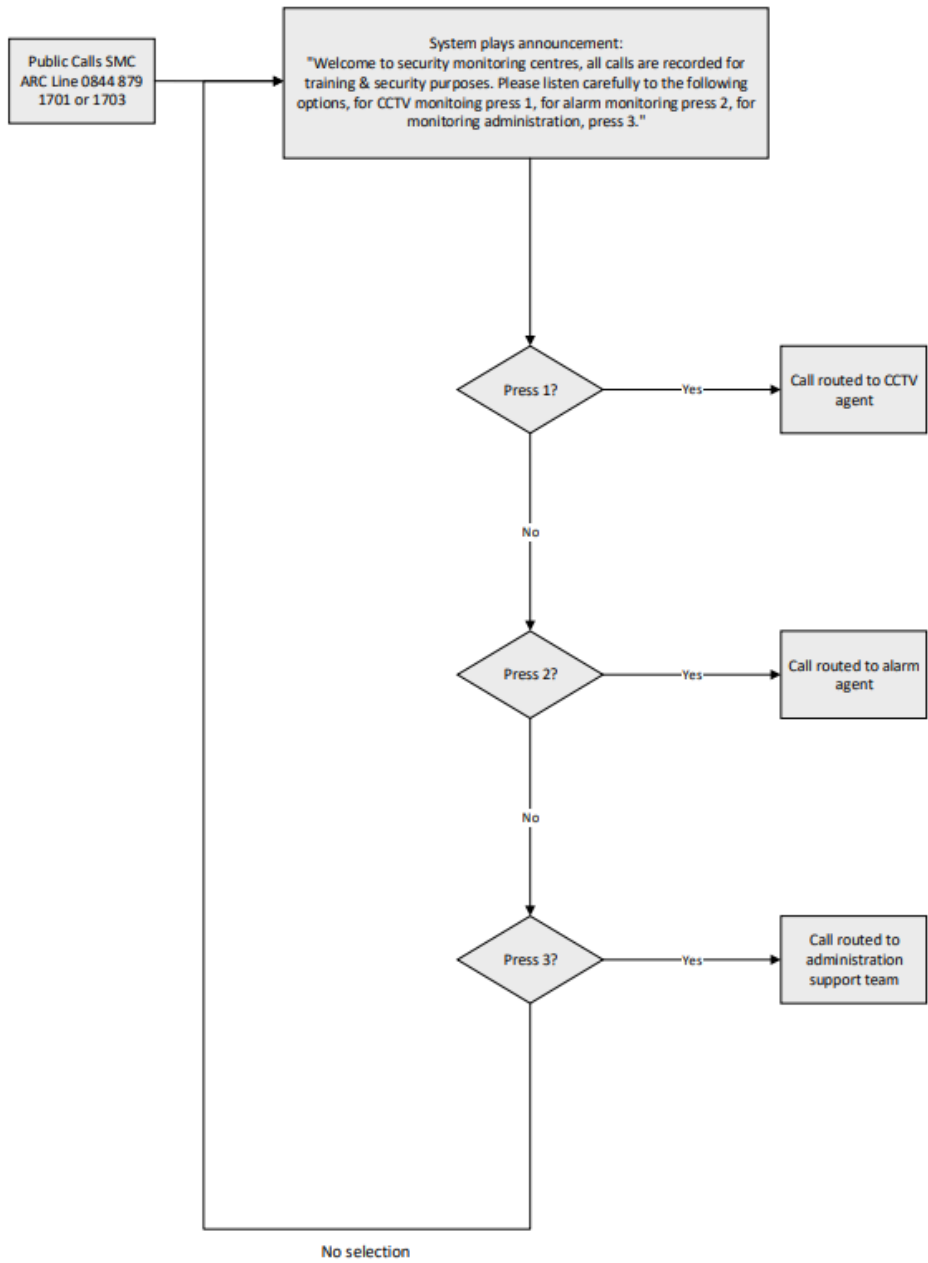 Public Calls SMC
ARC Line 0844 879
1701 or 1703
System plays announcement:
"Welcome to security monitoring centres, all calls are recorded for
training & security purposes. Please listen carefully to the following
options, for CCTV monitoing press 1, for alarm monitoring press 2, for
monitoring administration, press 3."
Press 1?
Yes
Call routed to CCTV
agent
No
Press 2?
Yes
Call routed to alarm
agent
No
Press 3?
Yes
Call routed to
administration
support team
No selection